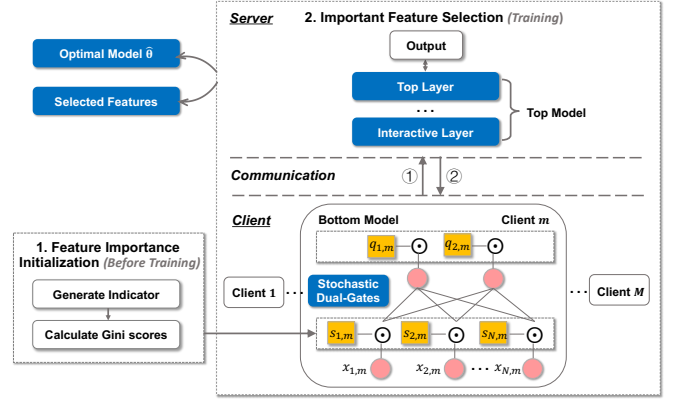 Server
2. Important Feature Selection (Training)
Output
Optimal Model θ̂
Top Layer
Selected Features
...
Top Model
Interactive Layer
Communication
①
②
Client
Bottom Model
Client m
1. Feature Importance
Initialization (Before Training)
q1,m
⊙
q2,m
⊙
Generate Indicator
Client 1
...
Stochastic
Dual-Gates
...
Client M
Calculate Gini scores
s1,m
⊙
s2,m
⊙
sN,m
⊙
x1,m
x2,m
...
xN,m